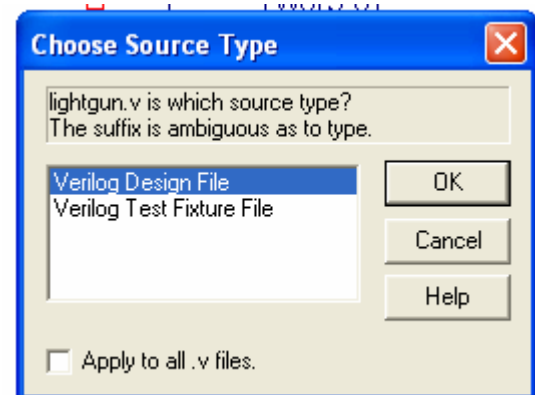 Choose Source Type
lightgun.v is which source type?
The suffix is ambiguous as to type.
Verilog Design File
Verilog Test Fixture File
OK
Cancel
Help
Apply to all .v files.